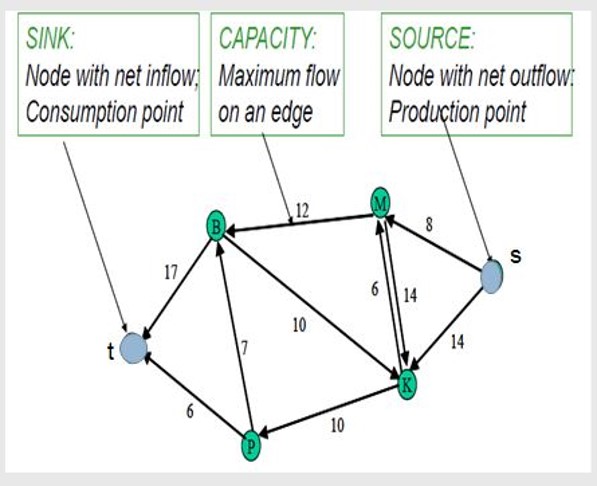 SINK:
Node with net inflow;
Consumption point
CAPACITY:
Maximum flow
on an edge
SOURCE:
Node with net outflow:
Production point
12
M
8
B
s
17
6
14
10
14
t
7
K
6
10
P